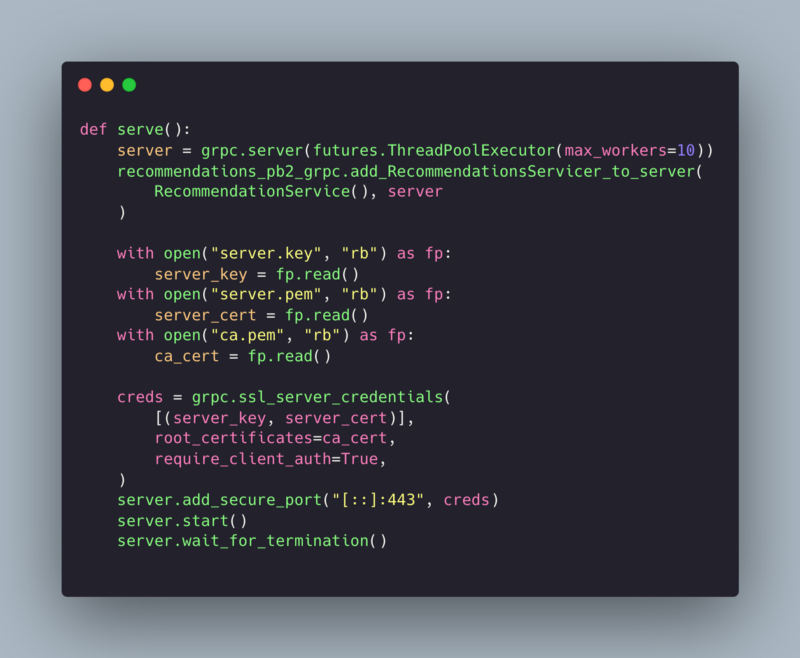 def serve():
    server = grpc.server(futures.ThreadPoolExecutor(max_workers=10))
    recommendations_pb2_grpc.add_RecommendationsServicer_to_server(
        RecommendationService(), server
    )

    with open("server.key", "rb") as fp:
        server_key = fp.read()
    with open("server.pem", "rb") as fp:
        server_cert = fp.read()
    with open("ca.pem", "rb") as fp:
        ca_cert = fp.read()

    creds = grpc.ssl_server_credentials(
        [(server_key, server_cert)],
        root_certificates=ca_cert,
        require_client_auth=True,
    )
    server.add_secure_port("[::]:443", creds)
    server.start()
    server.wait_for_termination()